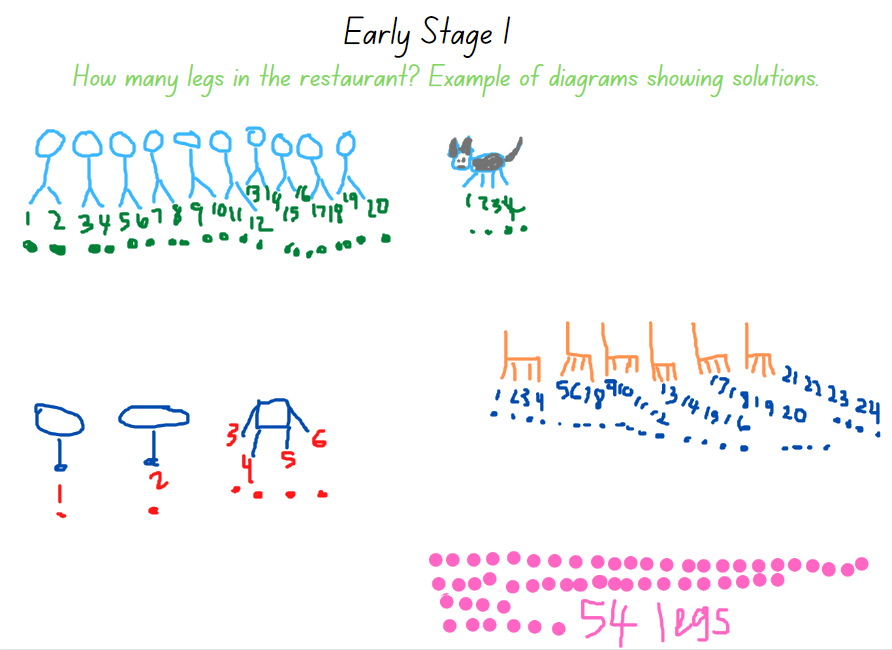 Early Stage 1
How many legs in the restaurant? Example of diagrams showing solutions.
1 2 3 4 5 6 7 8 9 10 11 12 13 14 15 16 17 18 19 20
1 2 3 4
1 2 3 4 5 6 7 8 9 10 11 12 13 14 15 16 17 18 19 20 21 22 23 24
1 2 3 4 5 6
54 legs